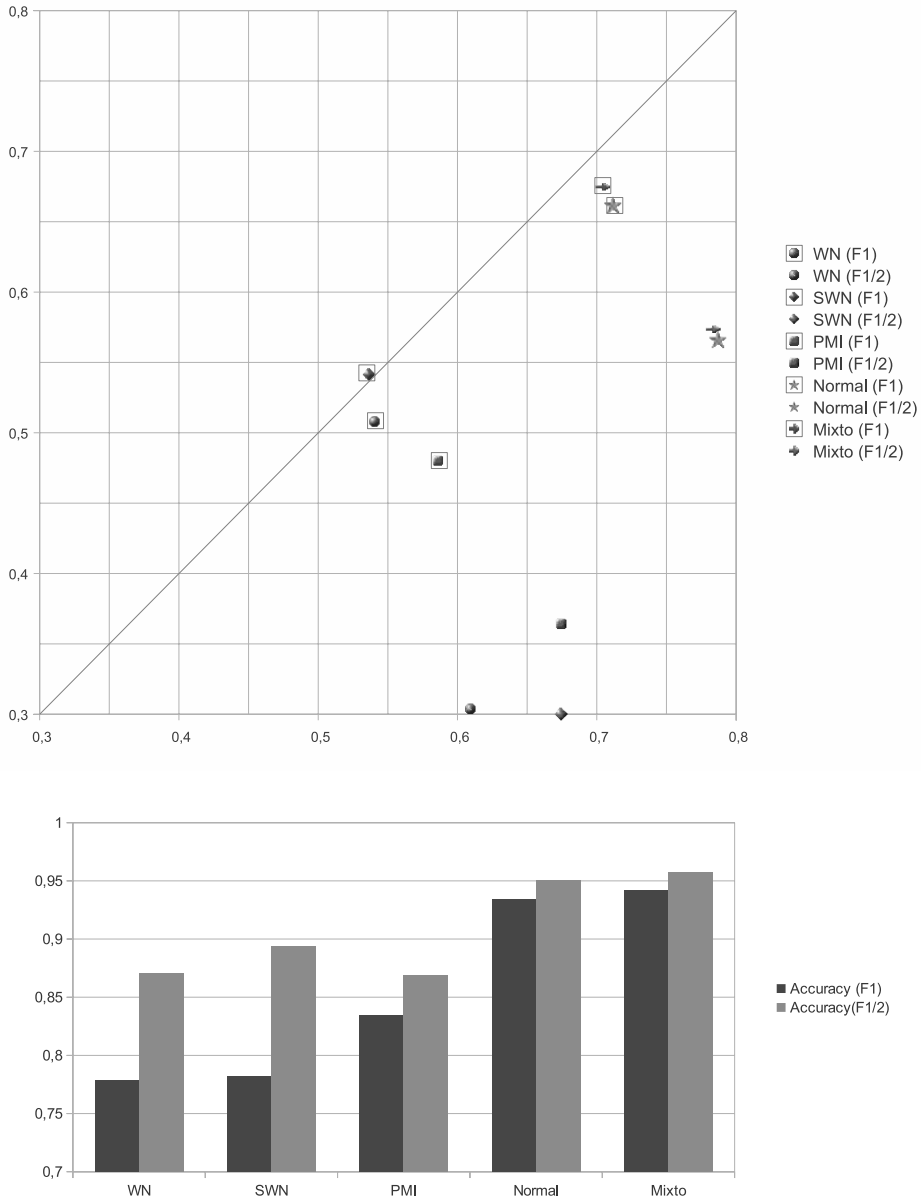 0,8
0,7
0,6
0,5
0,4
0,3
0,3 0,4 0,5 0,6 0,7 0,8
WN (F1)
WN (F1/2)
SWN (F1)
SWN (F1/2)
PMI (F1)
PMI (F1/2)
Normal (F1)
Normal (F1/2)
Mixto (F1)
Mixto (F1/2)
1
0,95
0,9
0,85
0,8
0,75
0,7
WN SWN PMI Normal Mixto
Accuracy (F1)
Accuracy(F1/2)